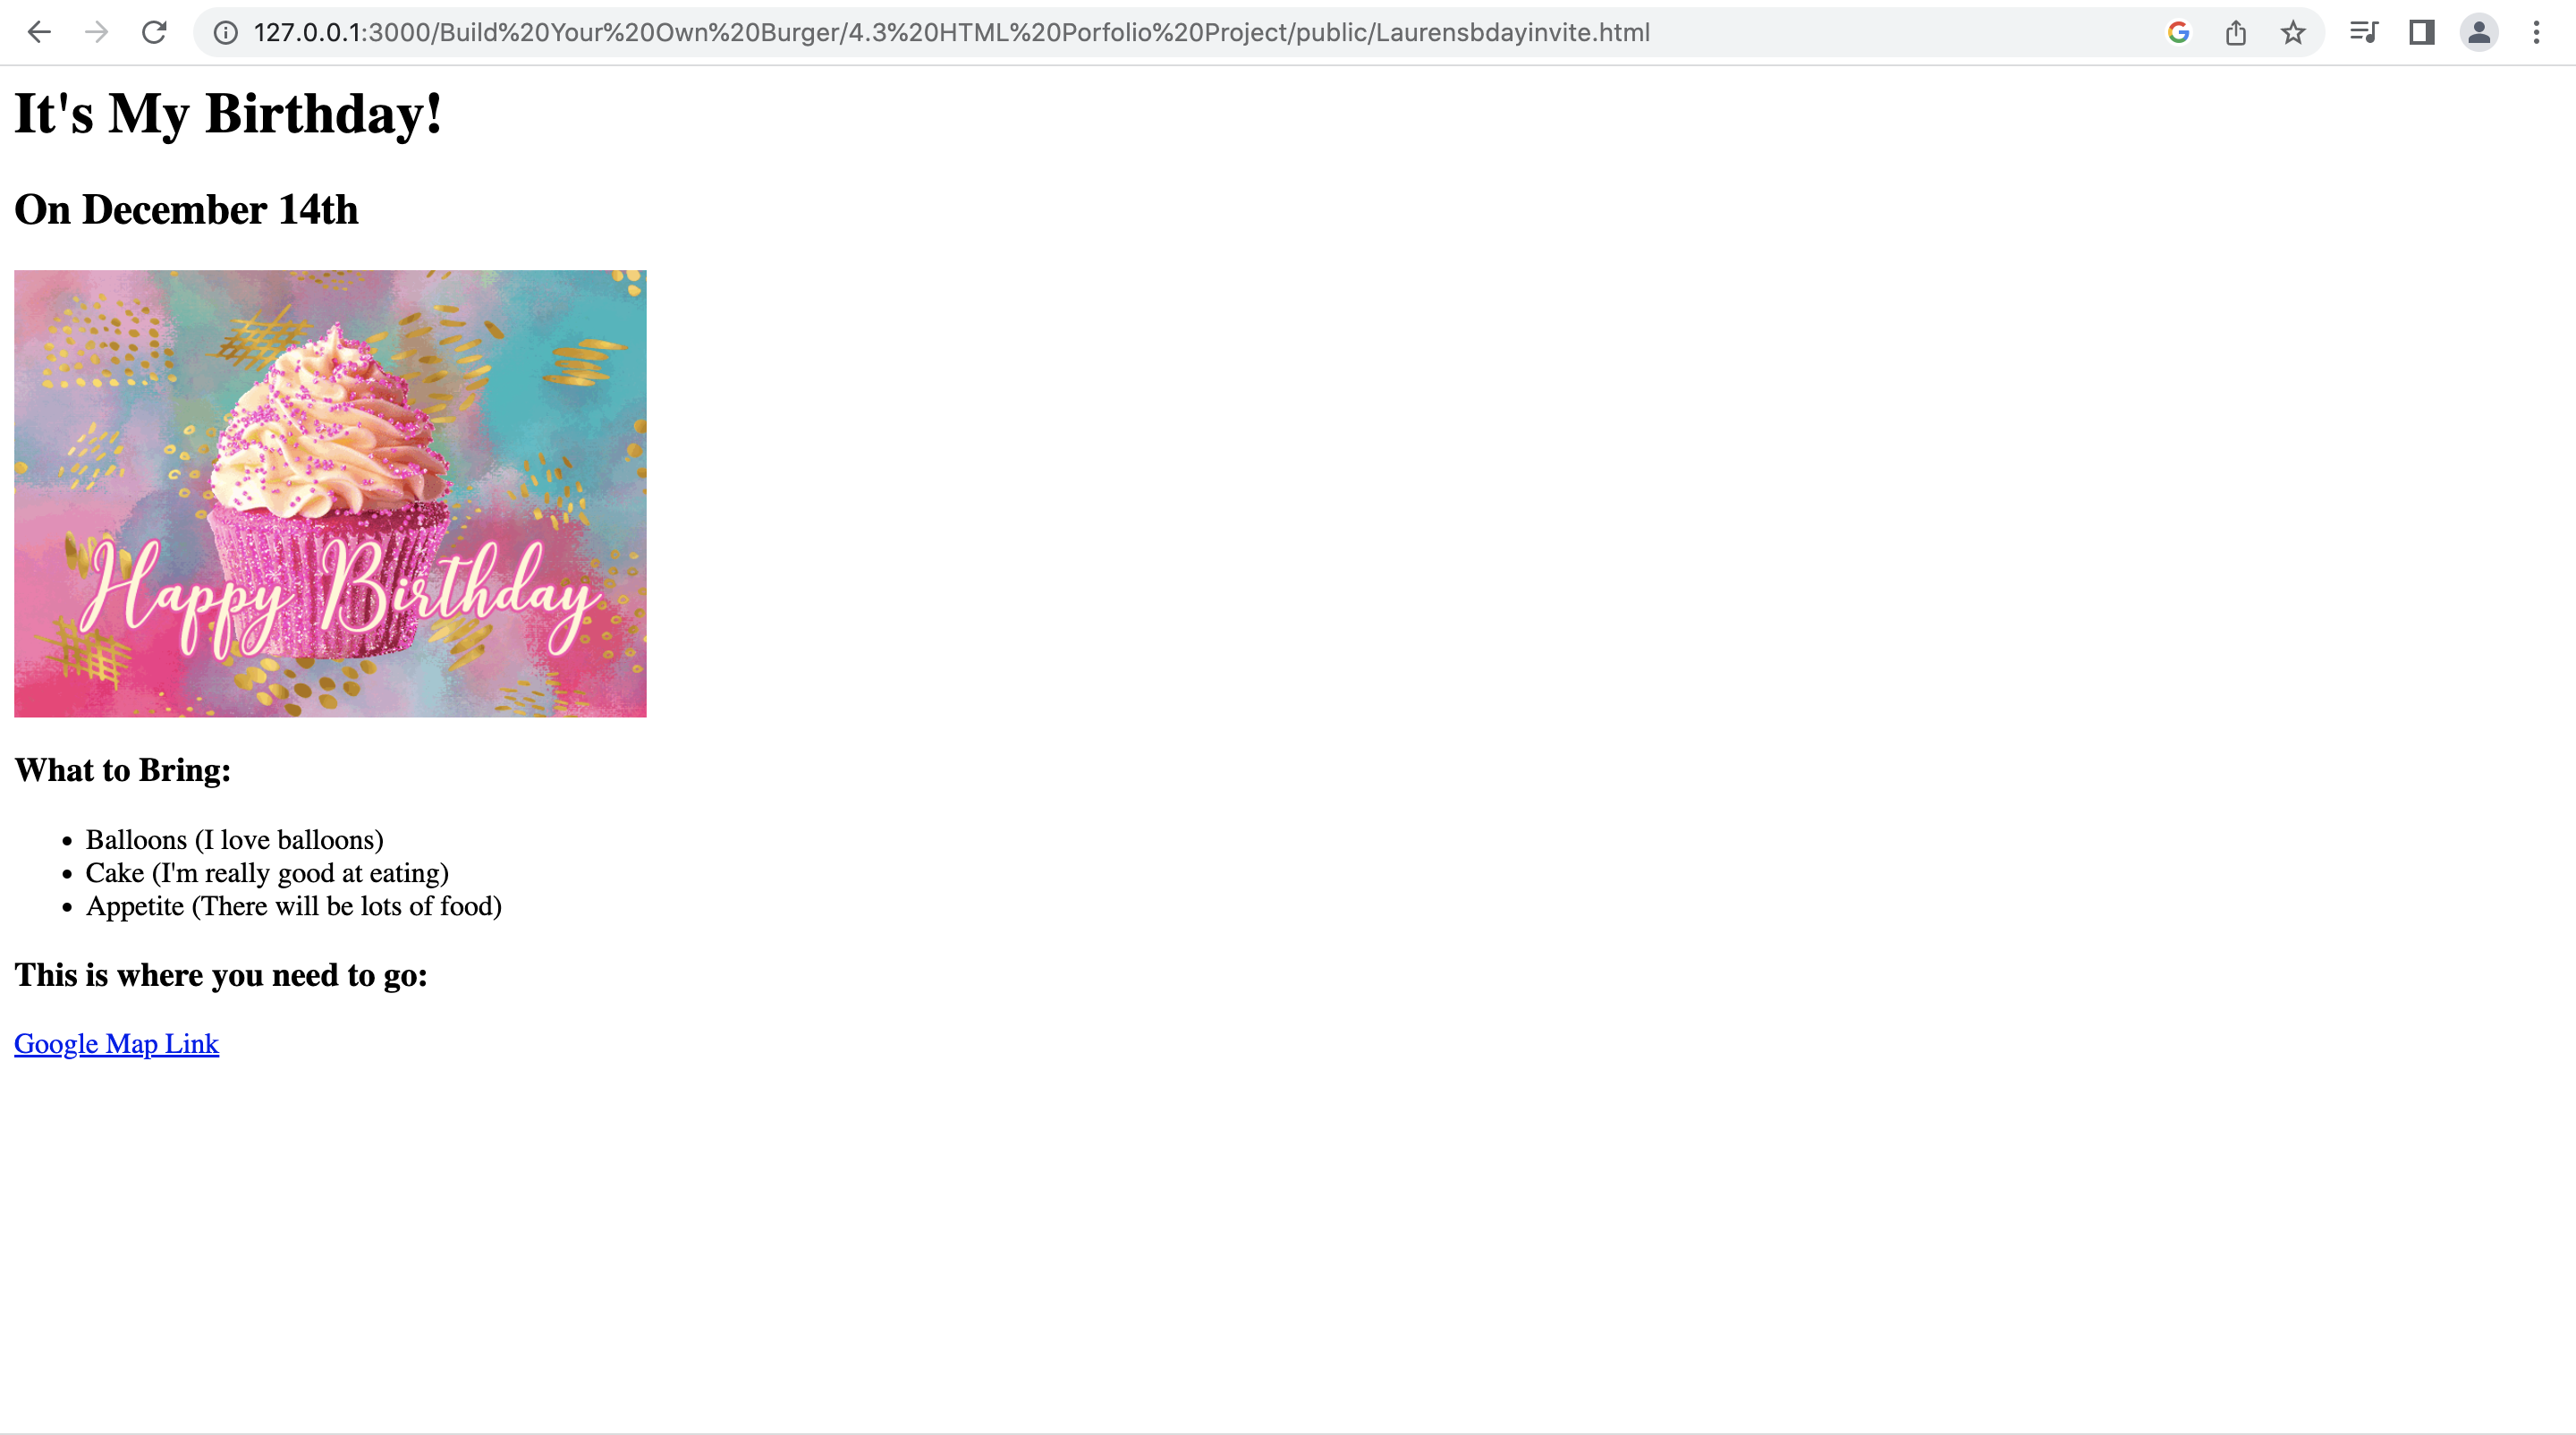 127.0.0.1:3000/Build%20Your%20Own%20Burger/4.3%20HTML%20Porfolio%20Project/public/Laurensbdayinvite.html
It's My Birthday!
On December 14th
Happy Birthday
What to Bring:
• Balloons (I love balloons)
• Cake (I'm really good at eating)
• Appetite (There will be lots of food)
This is where you need to go:
Google Map Link